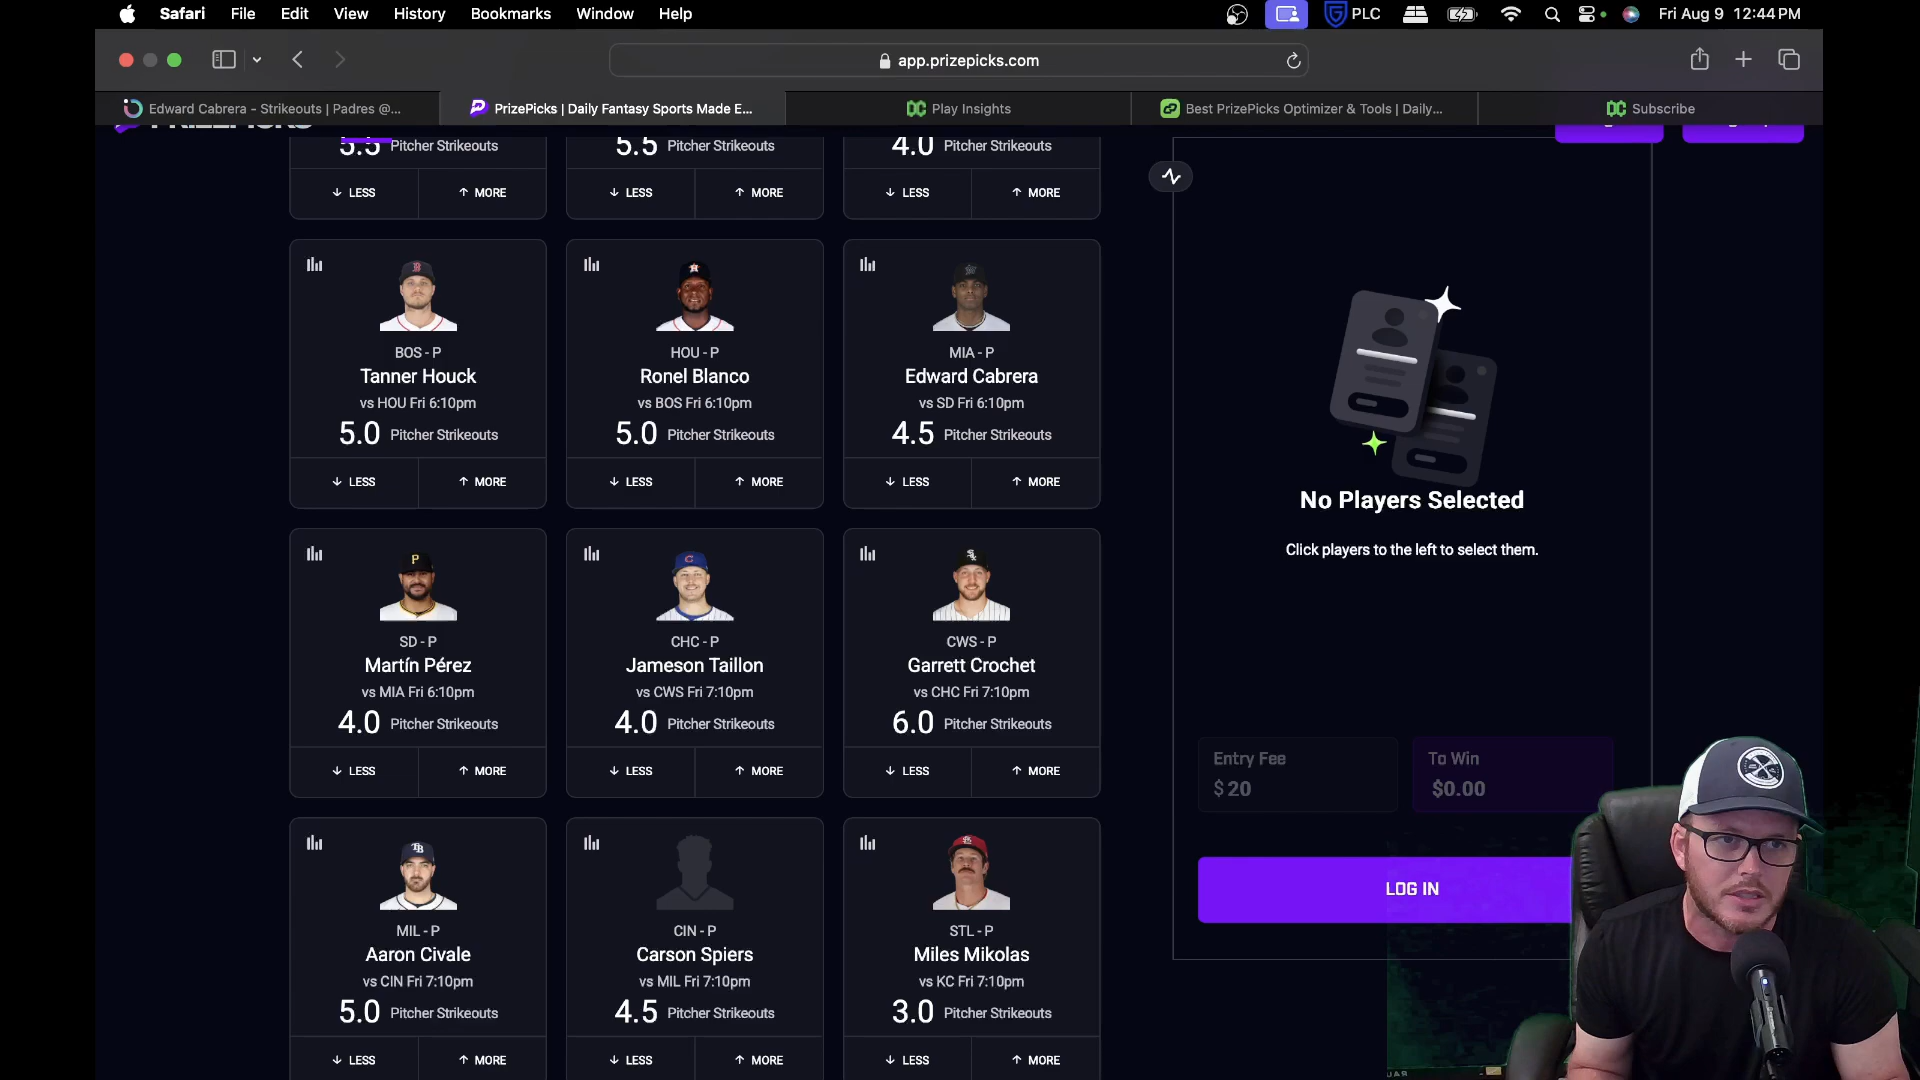 Safari File Edit View History Bookmarks Window Help PLC Fri Aug 9 12:44 PM
app.prizepicks.com
Edward Cabrera - Strikeouts | Padres @... PrizePicks | Daily Fantasy Sports Made E... Play Insights Best PrizePicks Optimizer & Tools | Daily... Subscribe
PRIZEPICKS
5.5 Pitcher Strikeouts 5.5 Pitcher Strikeouts 4.0 Pitcher Strikeouts
LESS MORE LESS MORE LESS MORE
BOS - P HOU - P MIA - P
Tanner Houck Ronel Blanco Edward Cabrera
vs HOU Fri 6:10pm vs BOS Fri 6:10pm vs SD Fri 6:10pm
5.0 Pitcher Strikeouts 5.0 Pitcher Strikeouts 4.5 Pitcher Strikeouts
LESS MORE LESS MORE LESS MORE
No Players Selected
Click players to the left to select them.
SD - P CHC - P CWS - P
Martín Pérez Jameson Taillon Garrett Crochet
vs MIA Fri 6:10pm vs CWS Fri 7:10pm vs CHC Fri 7:10pm
4.0 Pitcher Strikeouts 4.0 Pitcher Strikeouts 6.0 Pitcher Strikeouts
LESS MORE LESS MORE LESS MORE
Entry Fee To Win
$ 20 $0.00
LOG IN
MIL - P CIN - P STL - P
Aaron Civale Carson Spiers Miles Mikolas
vs CIN Fri 7:10pm vs MIL Fri 7:10pm vs KC Fri 7:10pm
5.0 Pitcher Strikeouts 4.5 Pitcher Strikeouts 3.0 Pitcher Strikeouts
LESS MORE LESS MORE LESS MORE